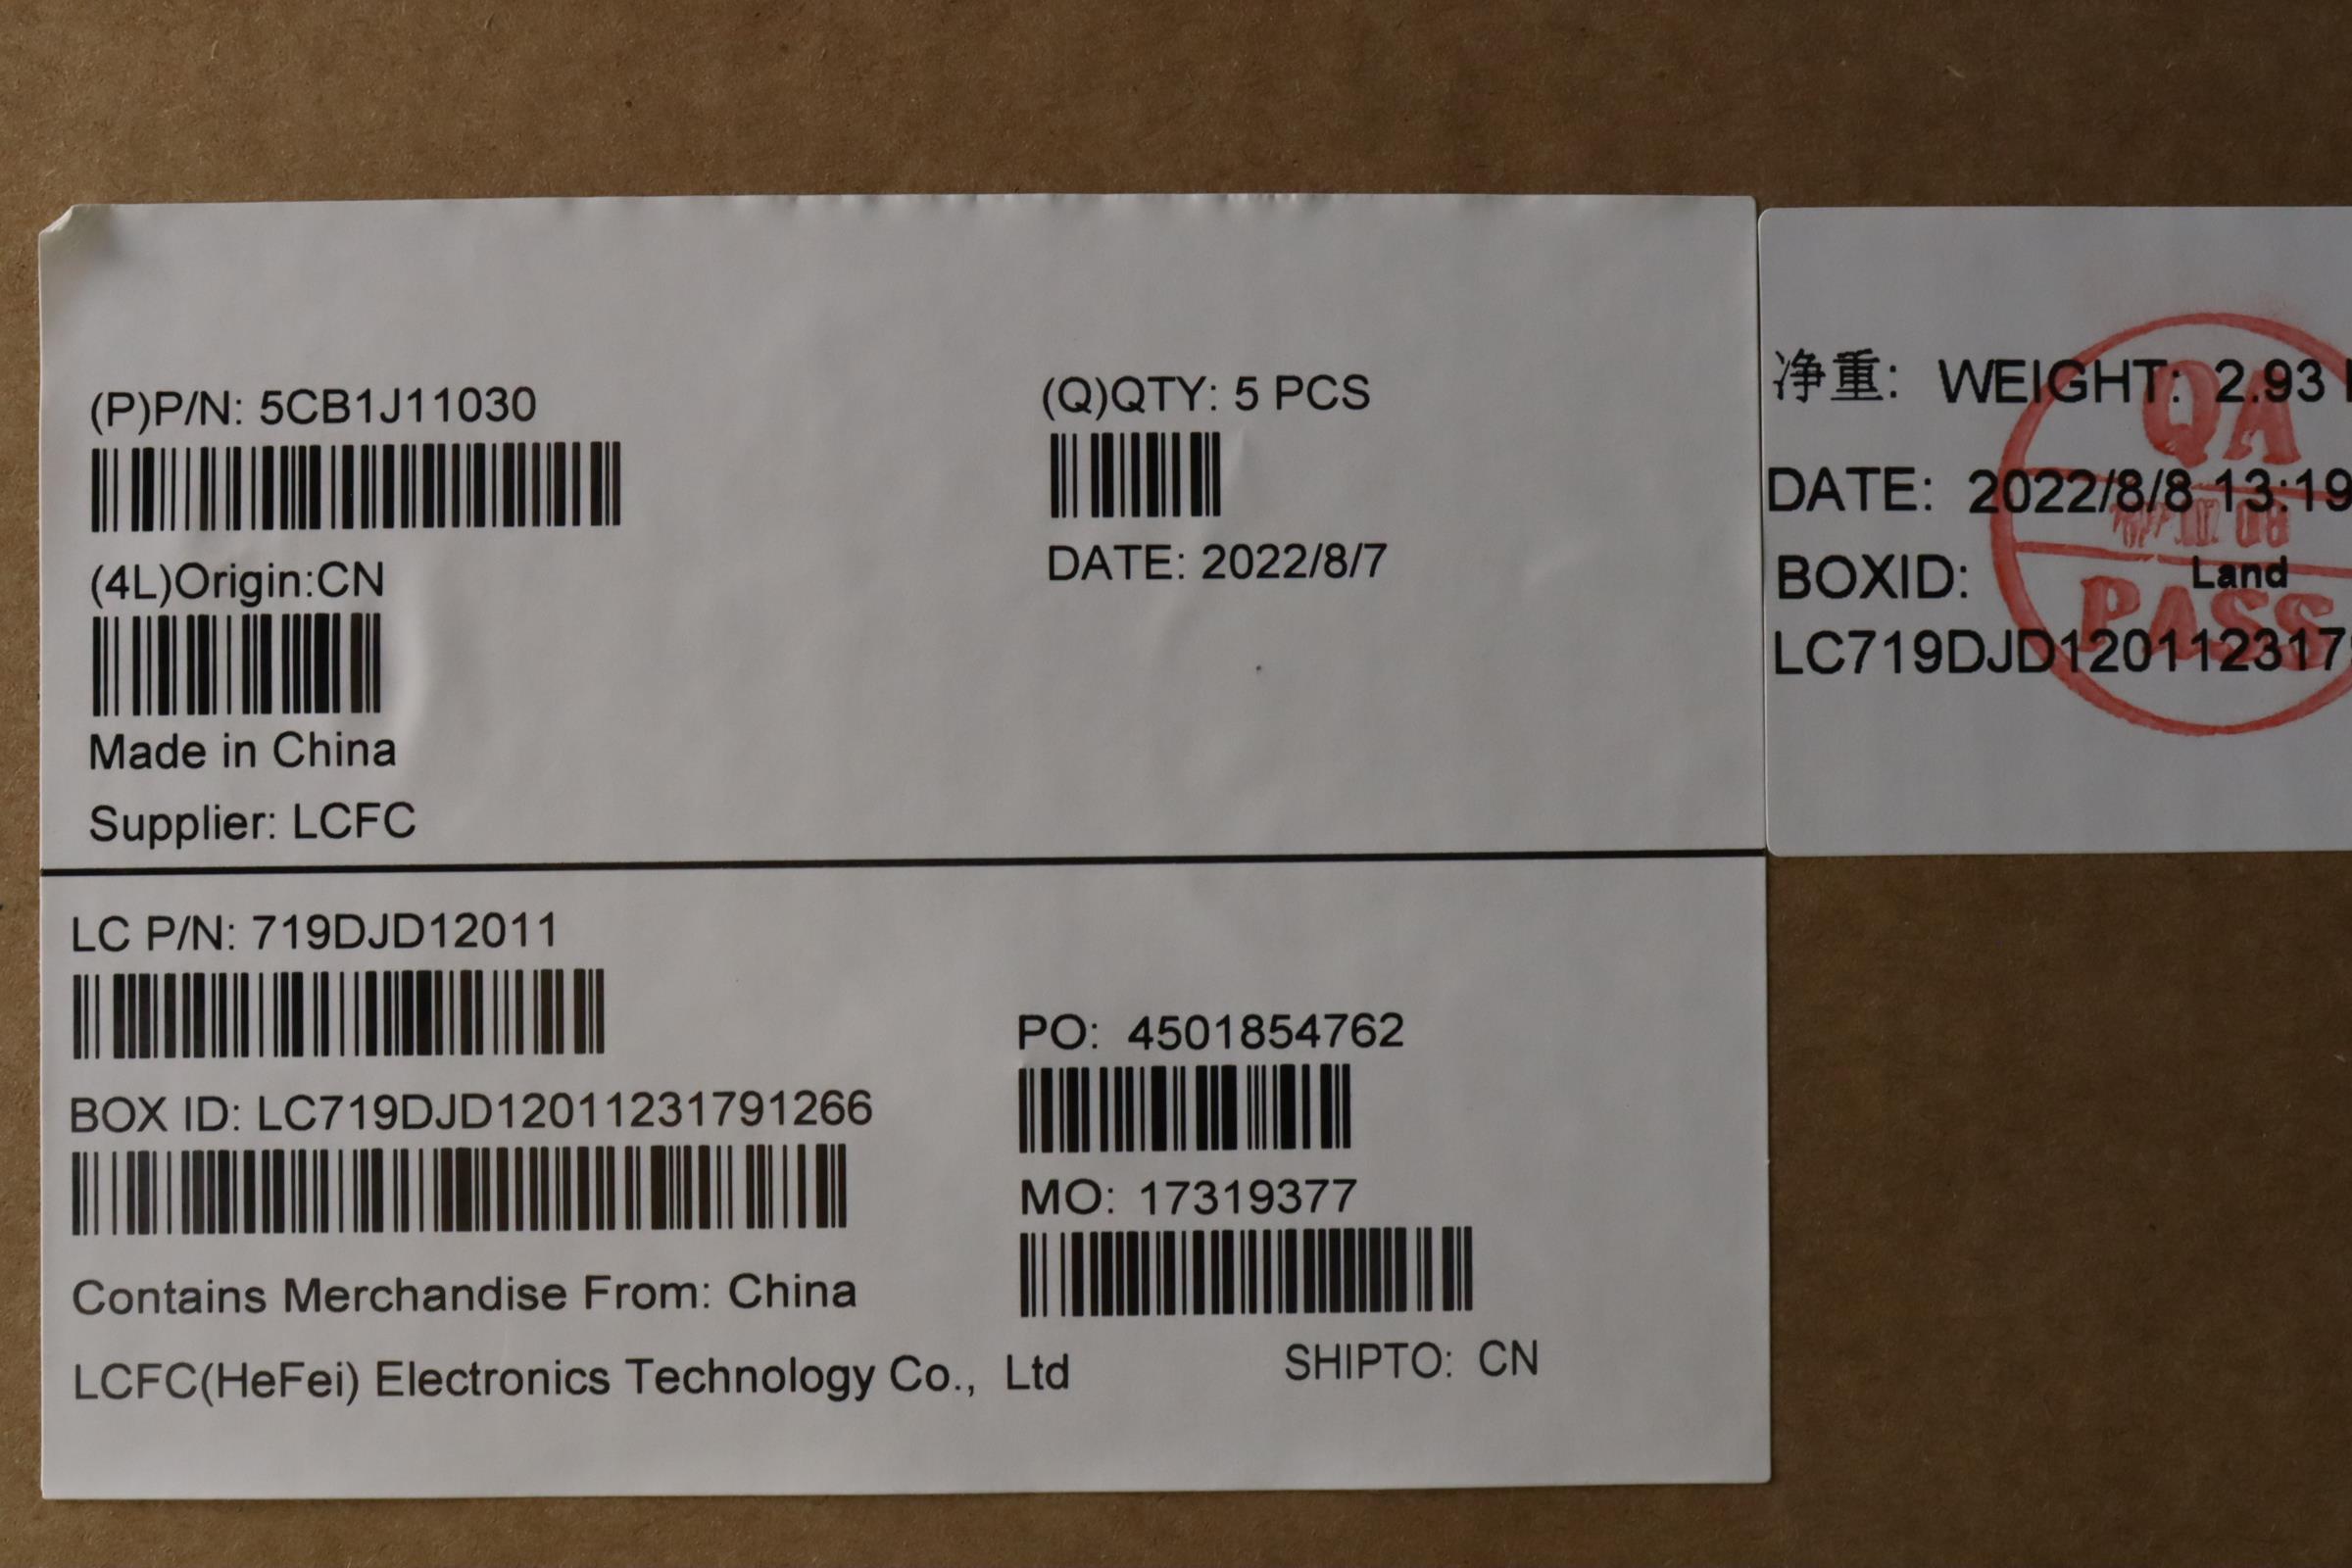 (P)P/N: 5CB1J11030
(4L)Origin:CN
Made in China
Supplier: LCFC
(Q)QTY: 5 PCS
DATE: 2022/8/7
LC P/N: 719DJD12011
BOX ID: LC719DJD12011231791266
Contains Merchandise From: China
LCFC(HeFei) Electronics Technology Co., Ltd
PO: 4501854762
MO: 17319377
SHIPTO: CN
净重: WEIGHT: 2.93
DATE: 2022/8/8 13:19
BOXID: Land
LC719DJD120112317
QA
PASS